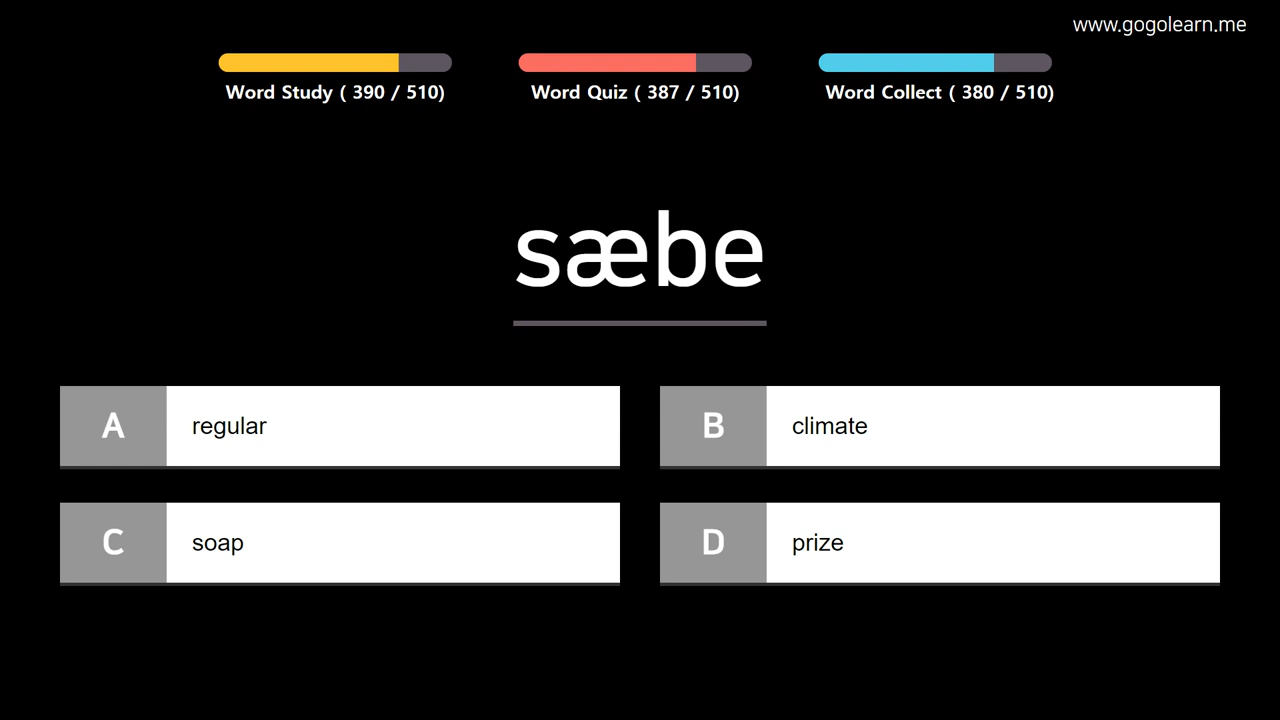 www.gogolearn.me
Word Study ( 390 / 510)
Word Quiz ( 387 / 510)
Word Collect ( 380 / 510)
sæbe
A regular
B climate
C soap
D prize